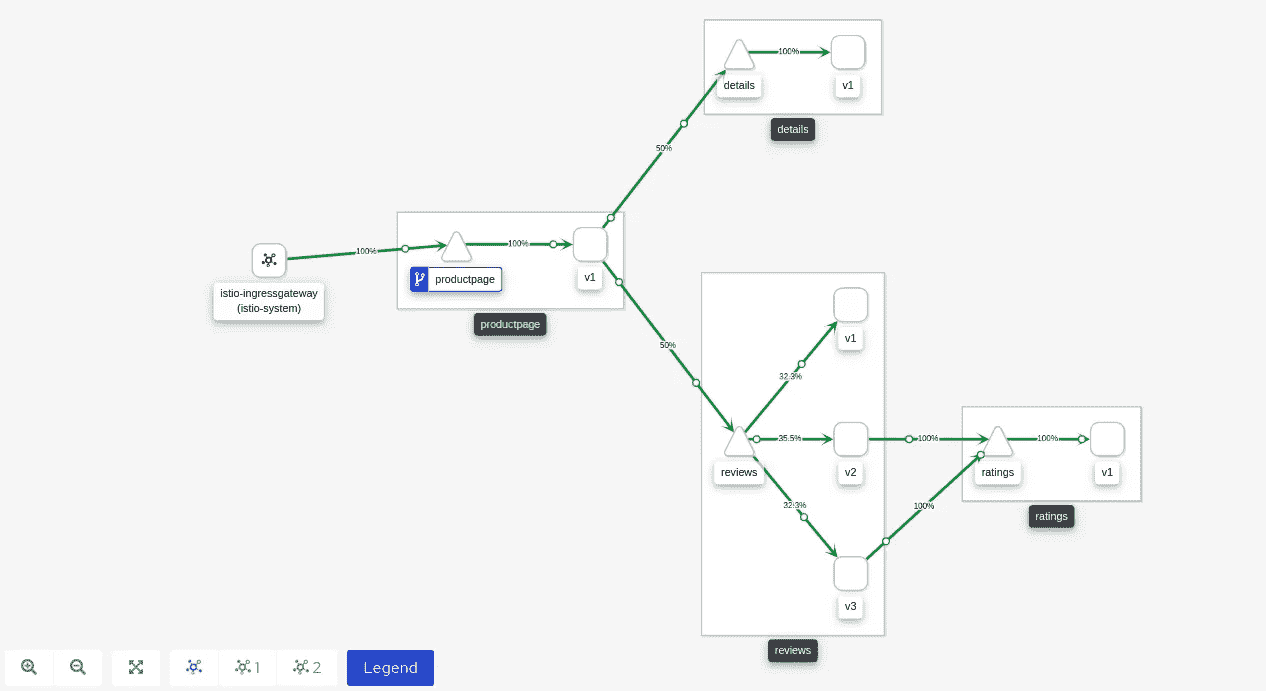 100%
details
v1
details
50%
100%
100%
istio-ingressgateway
(istio-system)
productpage
v1
productpage
50%
v1
32.3%
35.5%
100%
100%
reviews
v2
ratings
v1
32.3%
100%
ratings
v3
reviews
1
2
Legend